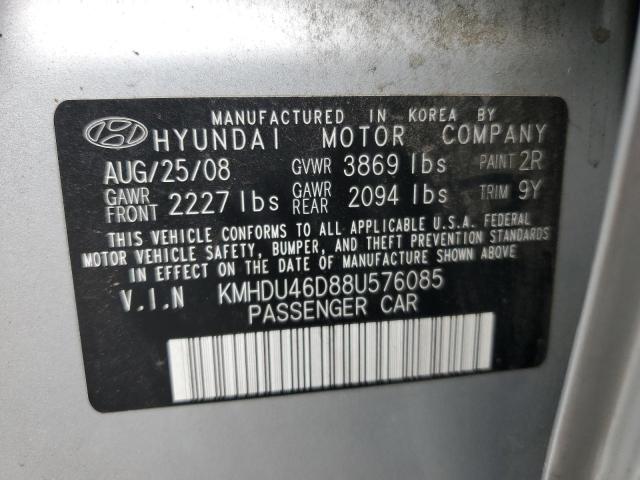 MANUFACTURED IN KOREA BY
HYUNDAI MOTOR COMPANY
AUG/25/08 GVWR 3869 lbs PAINT 2R
GAWR FRONT 2227 lbs GAWR REAR 2094 lbs TRIM 9Y
THIS VEHICLE CONFORMS TO ALL APPLICABLE U.S.A. FEDERAL
MOTOR VEHICLE SAFETY, BUMPER, AND THEFT PREVENTION STANDARDS
IN EFFECT ON THE DATE OF MANUFACTURE SHOWN ABOVE
V.I.N KMHDU46D88U576085
PASSENGER CAR